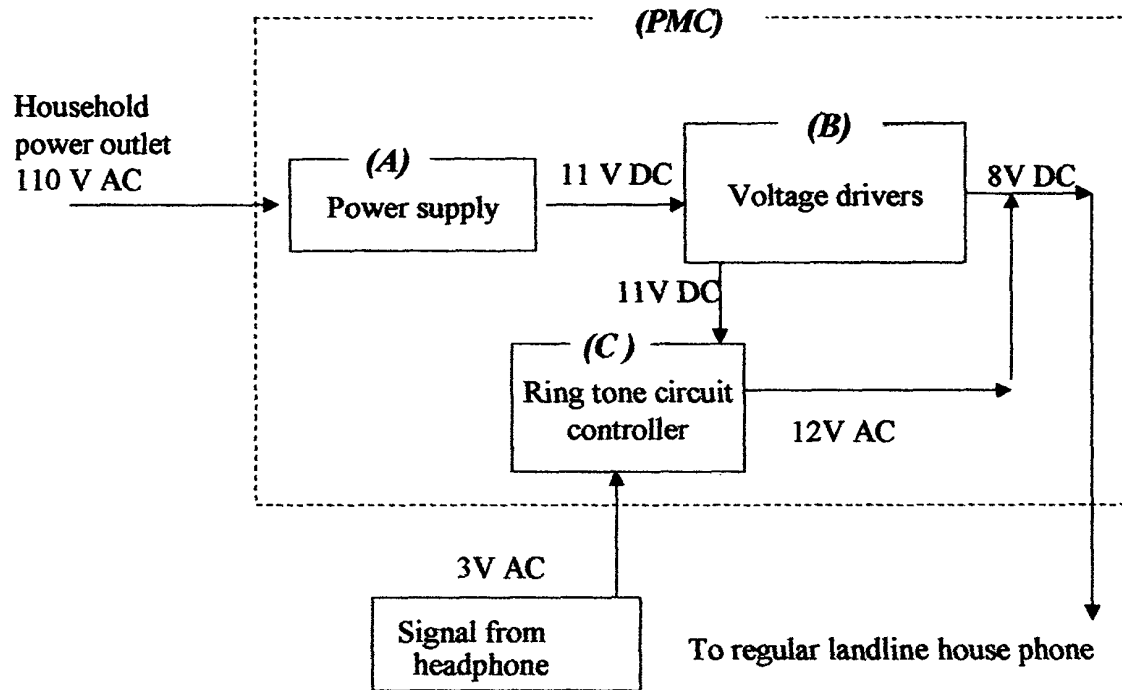 (PMC)
Household
power outlet
110 V AC
(A)
Power supply
11 V DC
(B)
Voltage drivers
8V DC
11V DC
(C )
Ring tone circuit
controller
12V AC
3V AC
Signal from
headphone
To regular landline house phone